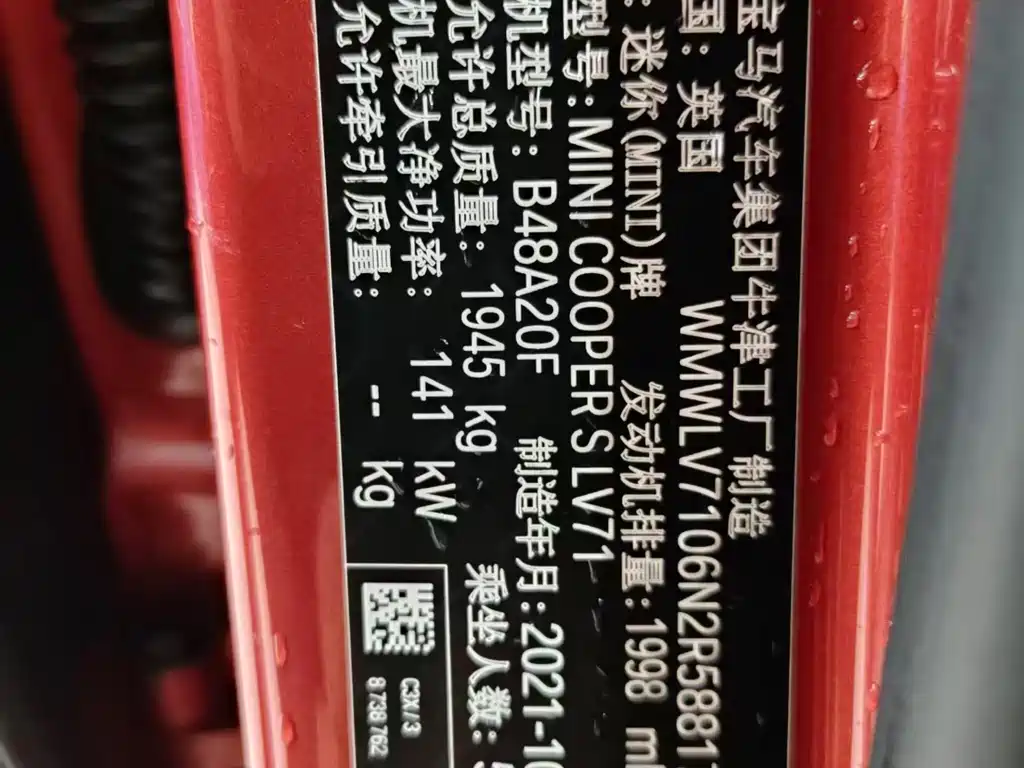 宝马汽车集团牛津工厂制造
国: 英国 WMWLV7106N2R5881
: 迷你(MINI)牌 发动机排量:1998 ml
型号:MINI COOPER S LV71
机型号: B48A20F 制造年月:2021-10
允许总质量: 1945 kg 乘坐人数:5
机最大净功率: 141 kW
允许牵引质量: -- kg
C3X/3
8 738 762